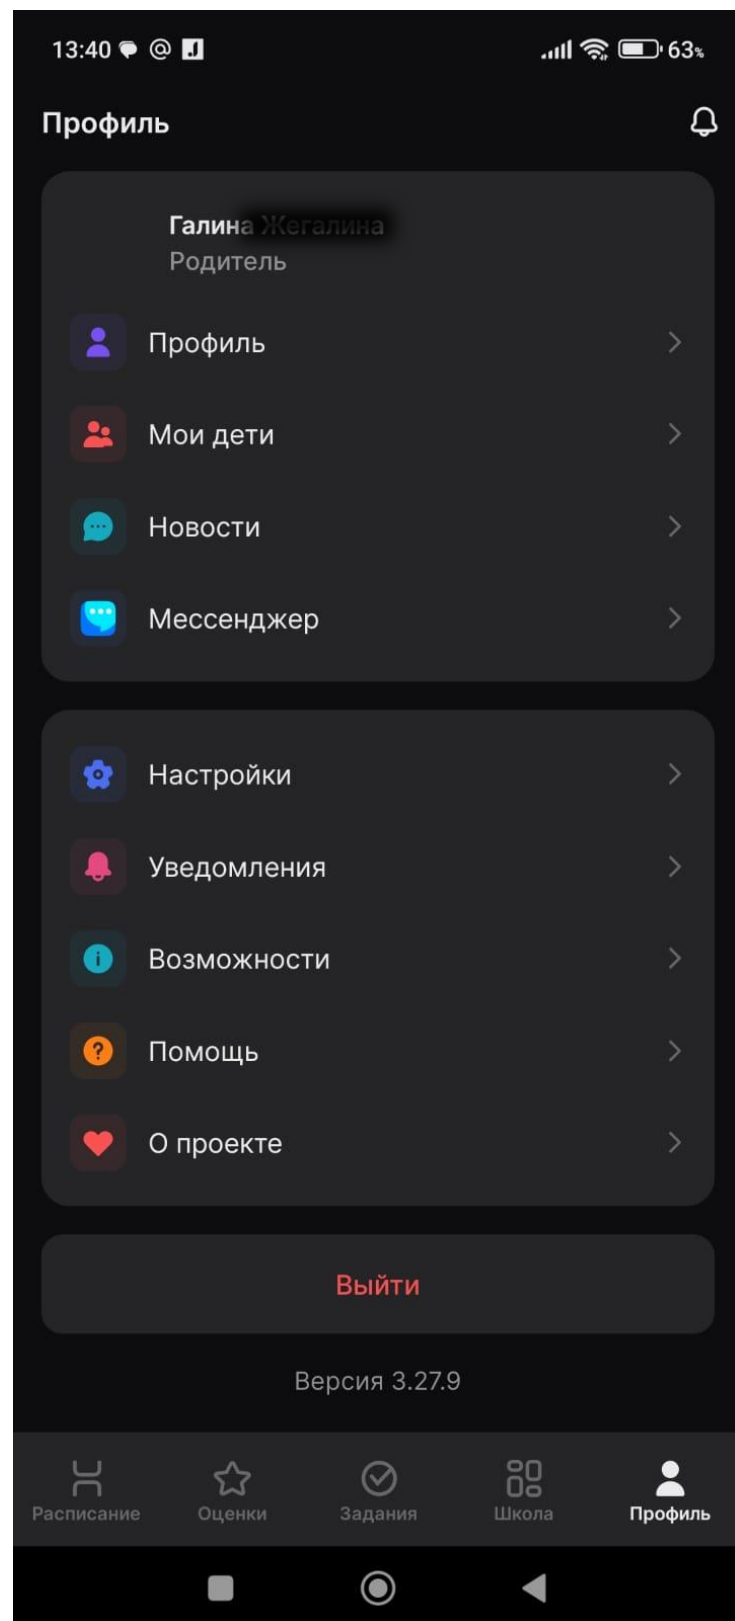 13:40
63%
Профиль
Галина
Родитель
Профиль
Мои дети
Новости
Мессенджер
Настройки
Уведомления
Возможности
Помощь
О проекте
Выйти
Версия 3.27.9
Расписание
Оценки
Задания
Школа
Профиль